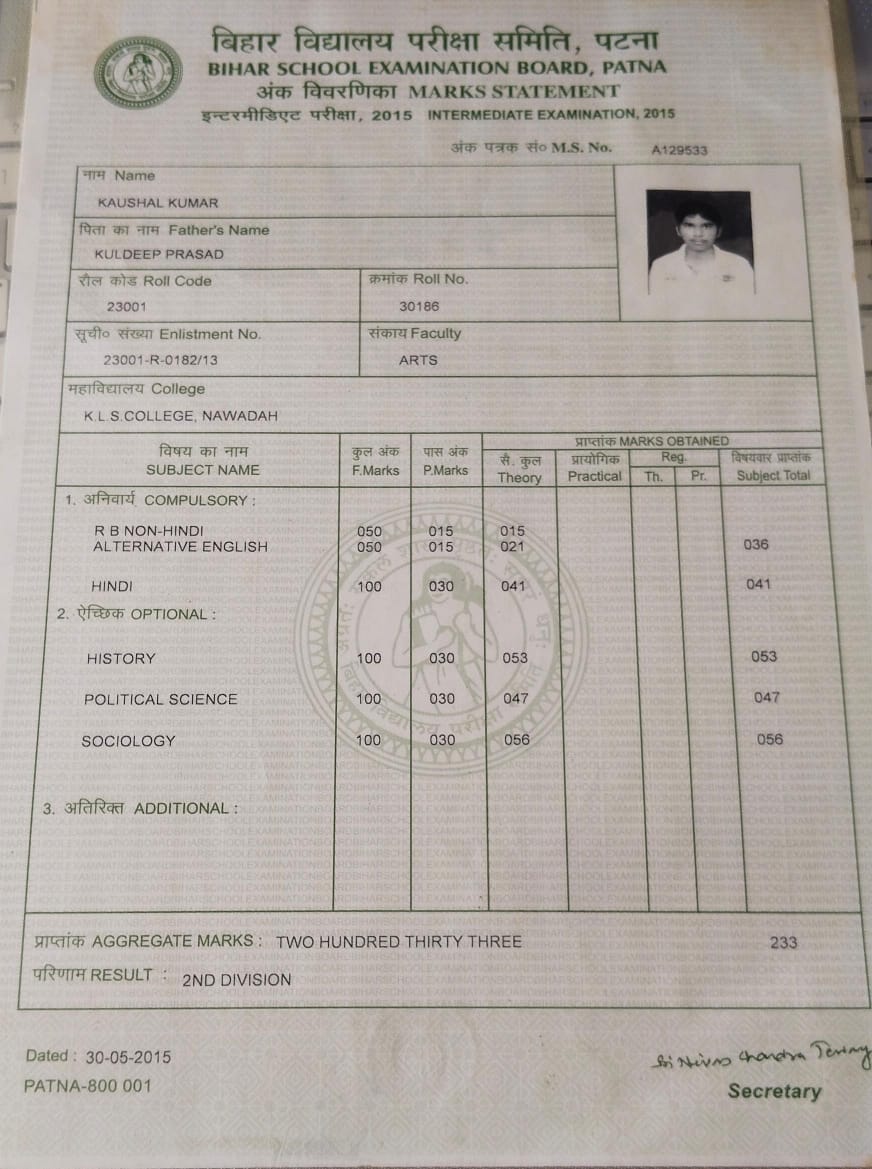 बिहार विद्यालय परीक्षा समिति, पटना
BIHAR SCHOOL EXAMINATION BOARD, PATNA
अंक विवरणिका MARKS STATEMENT
इन्टरमीडिएट परीक्षा, 2015 INTERMEDIATE EXAMINATION, 2015
अंक पत्रक सं० M.S. No. A129533
नाम Name
KAUSHAL KUMAR
पिता का नाम Father's Name
KULDEEP PRASAD
रौल कोड Roll Code क्रमांक Roll No.
23001 30186
सूची० संख्या Enlistment No. संकाय Faculty
23001-R-0182/13 ARTS
महाविद्यालय College
K.L.S.COLLEGE, NAWADAH
प्राप्तांक MARKS OBTAINED
विषय का नाम कुल अंक पास अंक सै. कुल प्रायोगिक Reg. विषयवार प्राप्तांक
SUBJECT NAME F.Marks P.Marks Theory Practical Th. Pr. Subject Total
1. अनिवार्य COMPULSORY :
R B NON-HINDI 050 015 015
ALTERNATIVE ENGLISH 050 015 021 036
HINDI 100 030 041 041
2. ऐच्छिक OPTIONAL :
HISTORY 100 030 053 053
POLITICAL SCIENCE 100 030 047 047
SOCIOLOGY 100 030 056 056
3. अतिरिक्त ADDITIONAL :
प्राप्तांक AGGREGATE MARKS : TWO HUNDRED THIRTY THREE 233
परिणाम RESULT : 2ND DIVISION
Dated : 30-05-2015
PATNA-800 001
Secretary